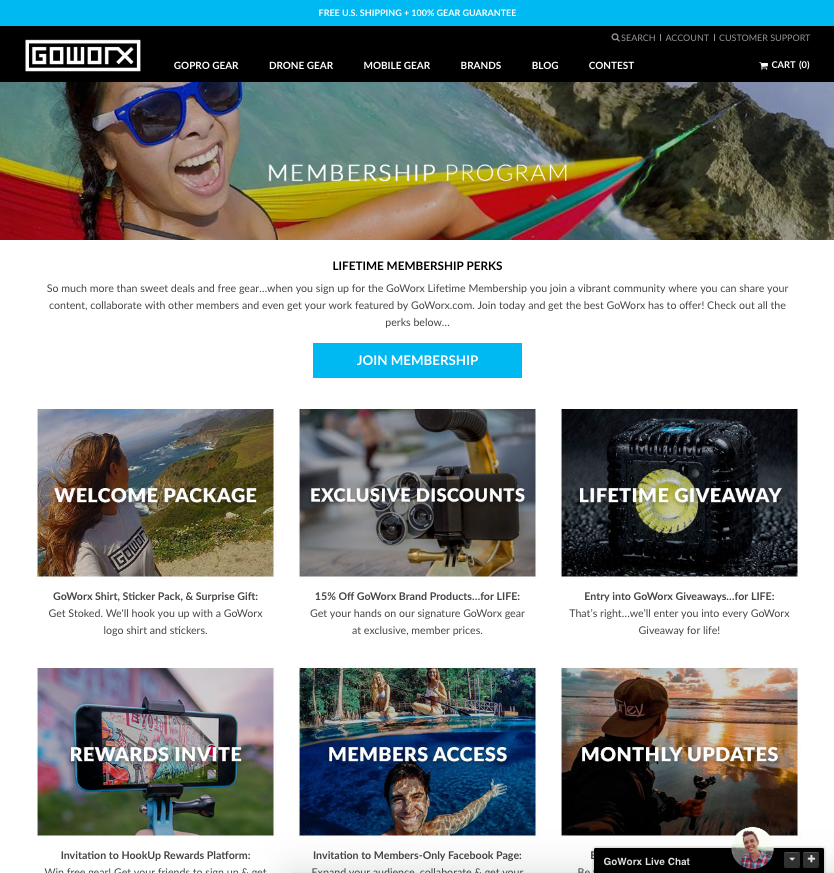 FREE U.S. SHIPPING + 100% GEAR GUARANTEE
SEARCH | ACCOUNT | CUSTOMER SUPPORT
GOWORX
GOPRO GEAR DRONE GEAR MOBILE GEAR BRANDS BLOG CONTEST CART (0)
MEMBERSHIP PROGRAM
LIFETIME MEMBERSHIP PERKS
So much more than sweet deals and free gear...when you sign up for the GoWorx Lifetime Membership you join a vibrant community where you can share your
content, collaborate with other members and even get your work featured by GoWorx.com. Join today and get the best GoWorx has to offer! Check out all the
perks below...
JOIN MEMBERSHIP
WELCOME PACKAGE
GoWorx
GoWorx Shirt, Sticker Pack, & Surprise Gift:
Get Stoked. We'll hook you up with a GoWorx
logo shirt and stickers.
EXCLUSIVE DISCOUNTS
15% Off GoWorx Brand Products...for LIFE:
Get your hands on our signature GoWorx gear
at exclusive, member prices.
LIFETIME GIVEAWAY
Entry into GoWorx Giveaways...for LIFE:
That's right...we'll enter you into every GoWorx
Giveaway for life!
REWARDS INVITE
Invitation to HookUp Rewards Platform:
Win free gear! Get your friends to sign up & get
MEMBERS ACCESS
Invitation to Members-Only Facebook Page:
Expand your audience, collaborate & get your
MONTHLY UPDATES
GoWorx Live Chat